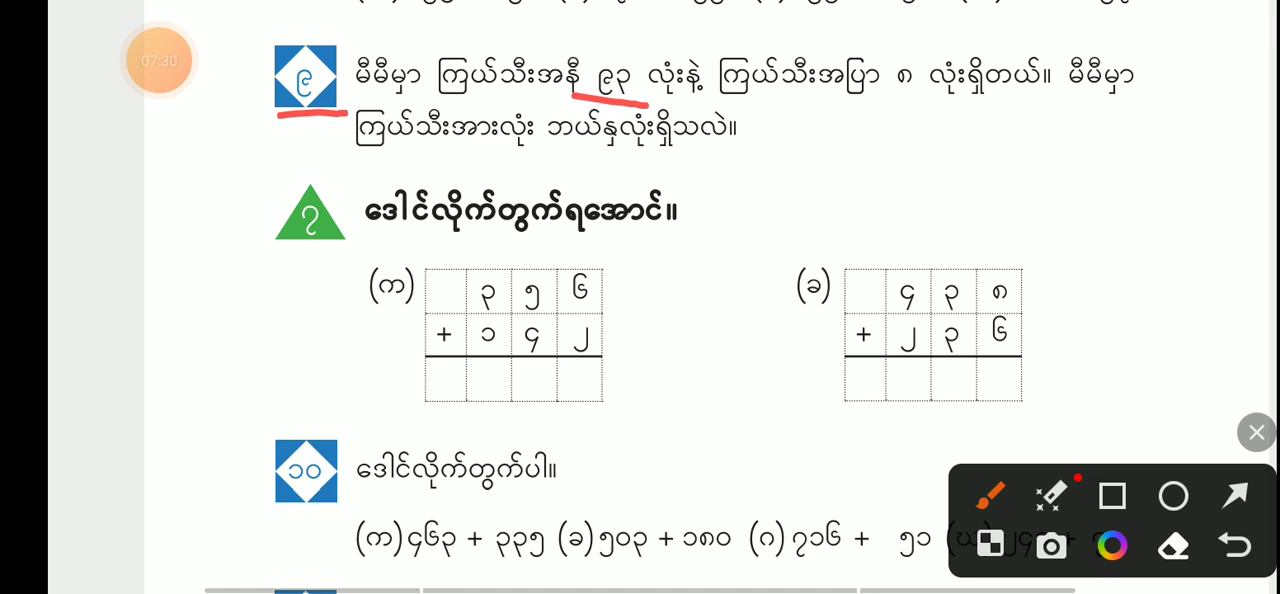 07:30
၉ မီမီမှာ ကြယ်သီးအနီ ၉၃ လုံးနဲ့ ကြယ်သီးအပြာ ၈ လုံးရှိတယ်။ မီမီမှာ
ကြယ်သီးအားလုံး ဘယ်နှလုံးရှိသလဲ။
၇ ဒေါင်လိုက်တွက်ရအောင်။
(က) ၃ ၅ ၆ (ခ) ၄ ၃ ၈
+ ၁ ၄ ၂ + ၂ ၃ ၆
၁၀ ဒေါင်လိုက်တွက်ပါ။
(က) ၄၆၃ + ၃၃၅ (ခ) ၅၀၃ + ၁၈၀ (ဂ) ၇၁၆ + ၅၁ (ဃ)